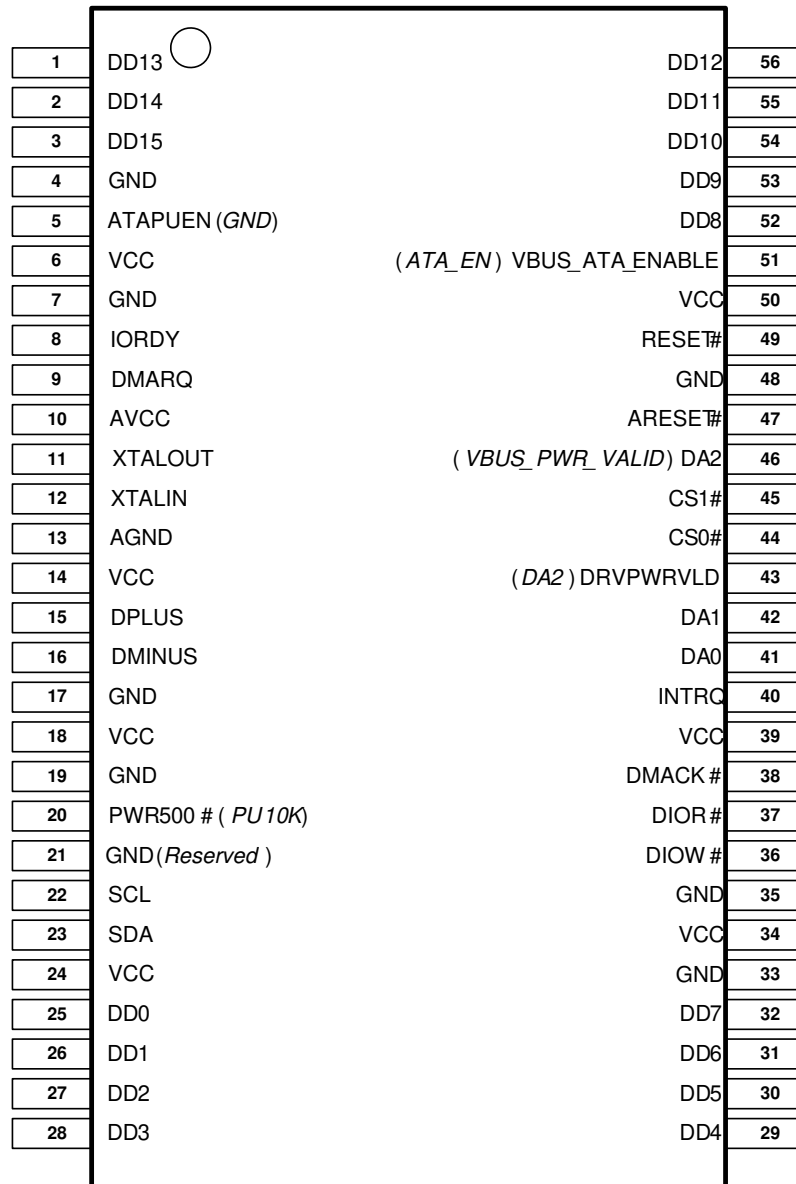 1 DD13 DD12 56
2 DD14 DD11 55
3 DD15 DD10 54
4 GND DD9 53
5 ATAPUEN (GND) DD8 52
6 VCC (ATA_EN) VBUS_ATA_ENABLE 51
7 GND VCC 50
8 IORDY RESET# 49
9 DMARQ GND 48
10 AVCC ARESET# 47
11 XTALOUT (VBUS_PWR_VALID) DA2 46
12 XTALIN CS1# 45
13 AGND CS0# 44
14 VCC (DA2) DRVPWRVLD 43
15 DPLUS DA1 42
16 DMINUS DA0 41
17 GND INTRQ 40
18 VCC VCC 39
19 GND DMACK # 38
20 PWR500 # ( PU10K) DIOR # 37
21 GND (Reserved ) DIOW # 36
22 SCL GND 35
23 SDA VCC 34
24 VCC GND 33
25 DD0 DD7 32
26 DD1 DD6 31
27 DD2 DD5 30
28 DD3 DD4 29